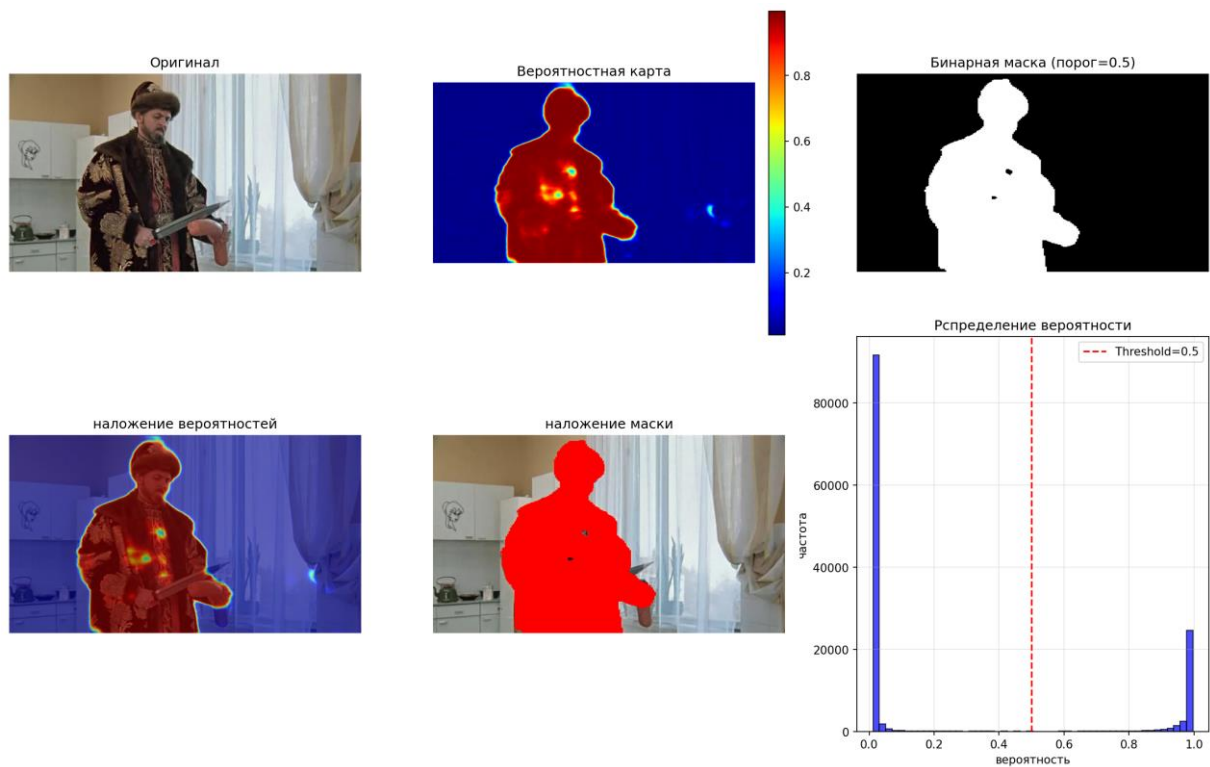 Оригинал
Вероятностная карта
0.8
0.6
0.4
0.2
Бинарная маска (порог=0.5)
наложение вероятностей
наложение маски
Рспределение вероятности
Threshold=0.5
частота
80000
60000
40000
20000
0
0.0 0.2 0.4 0.6 0.8 1.0
вероятность